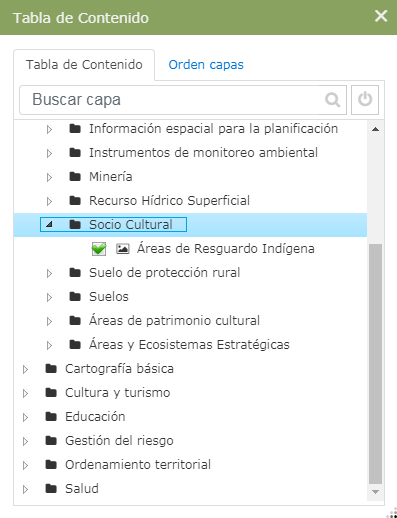 Tabla de Contenido
Tabla de Contenido Orden capas
Buscar capa
Información espacial para la planificación
Instrumentos de monitoreo ambiental
Minería
Recurso Hídrico Superficial
Socio Cultural
Áreas de Resguardo Indígena
Suelo de protección rural
Suelos
Áreas de patrimonio cultural
Áreas y Ecosistemas Estratégicas
Cartografía básica
Cultura y turismo
Educación
Gestión del riesgo
Ordenamiento territorial
Salud